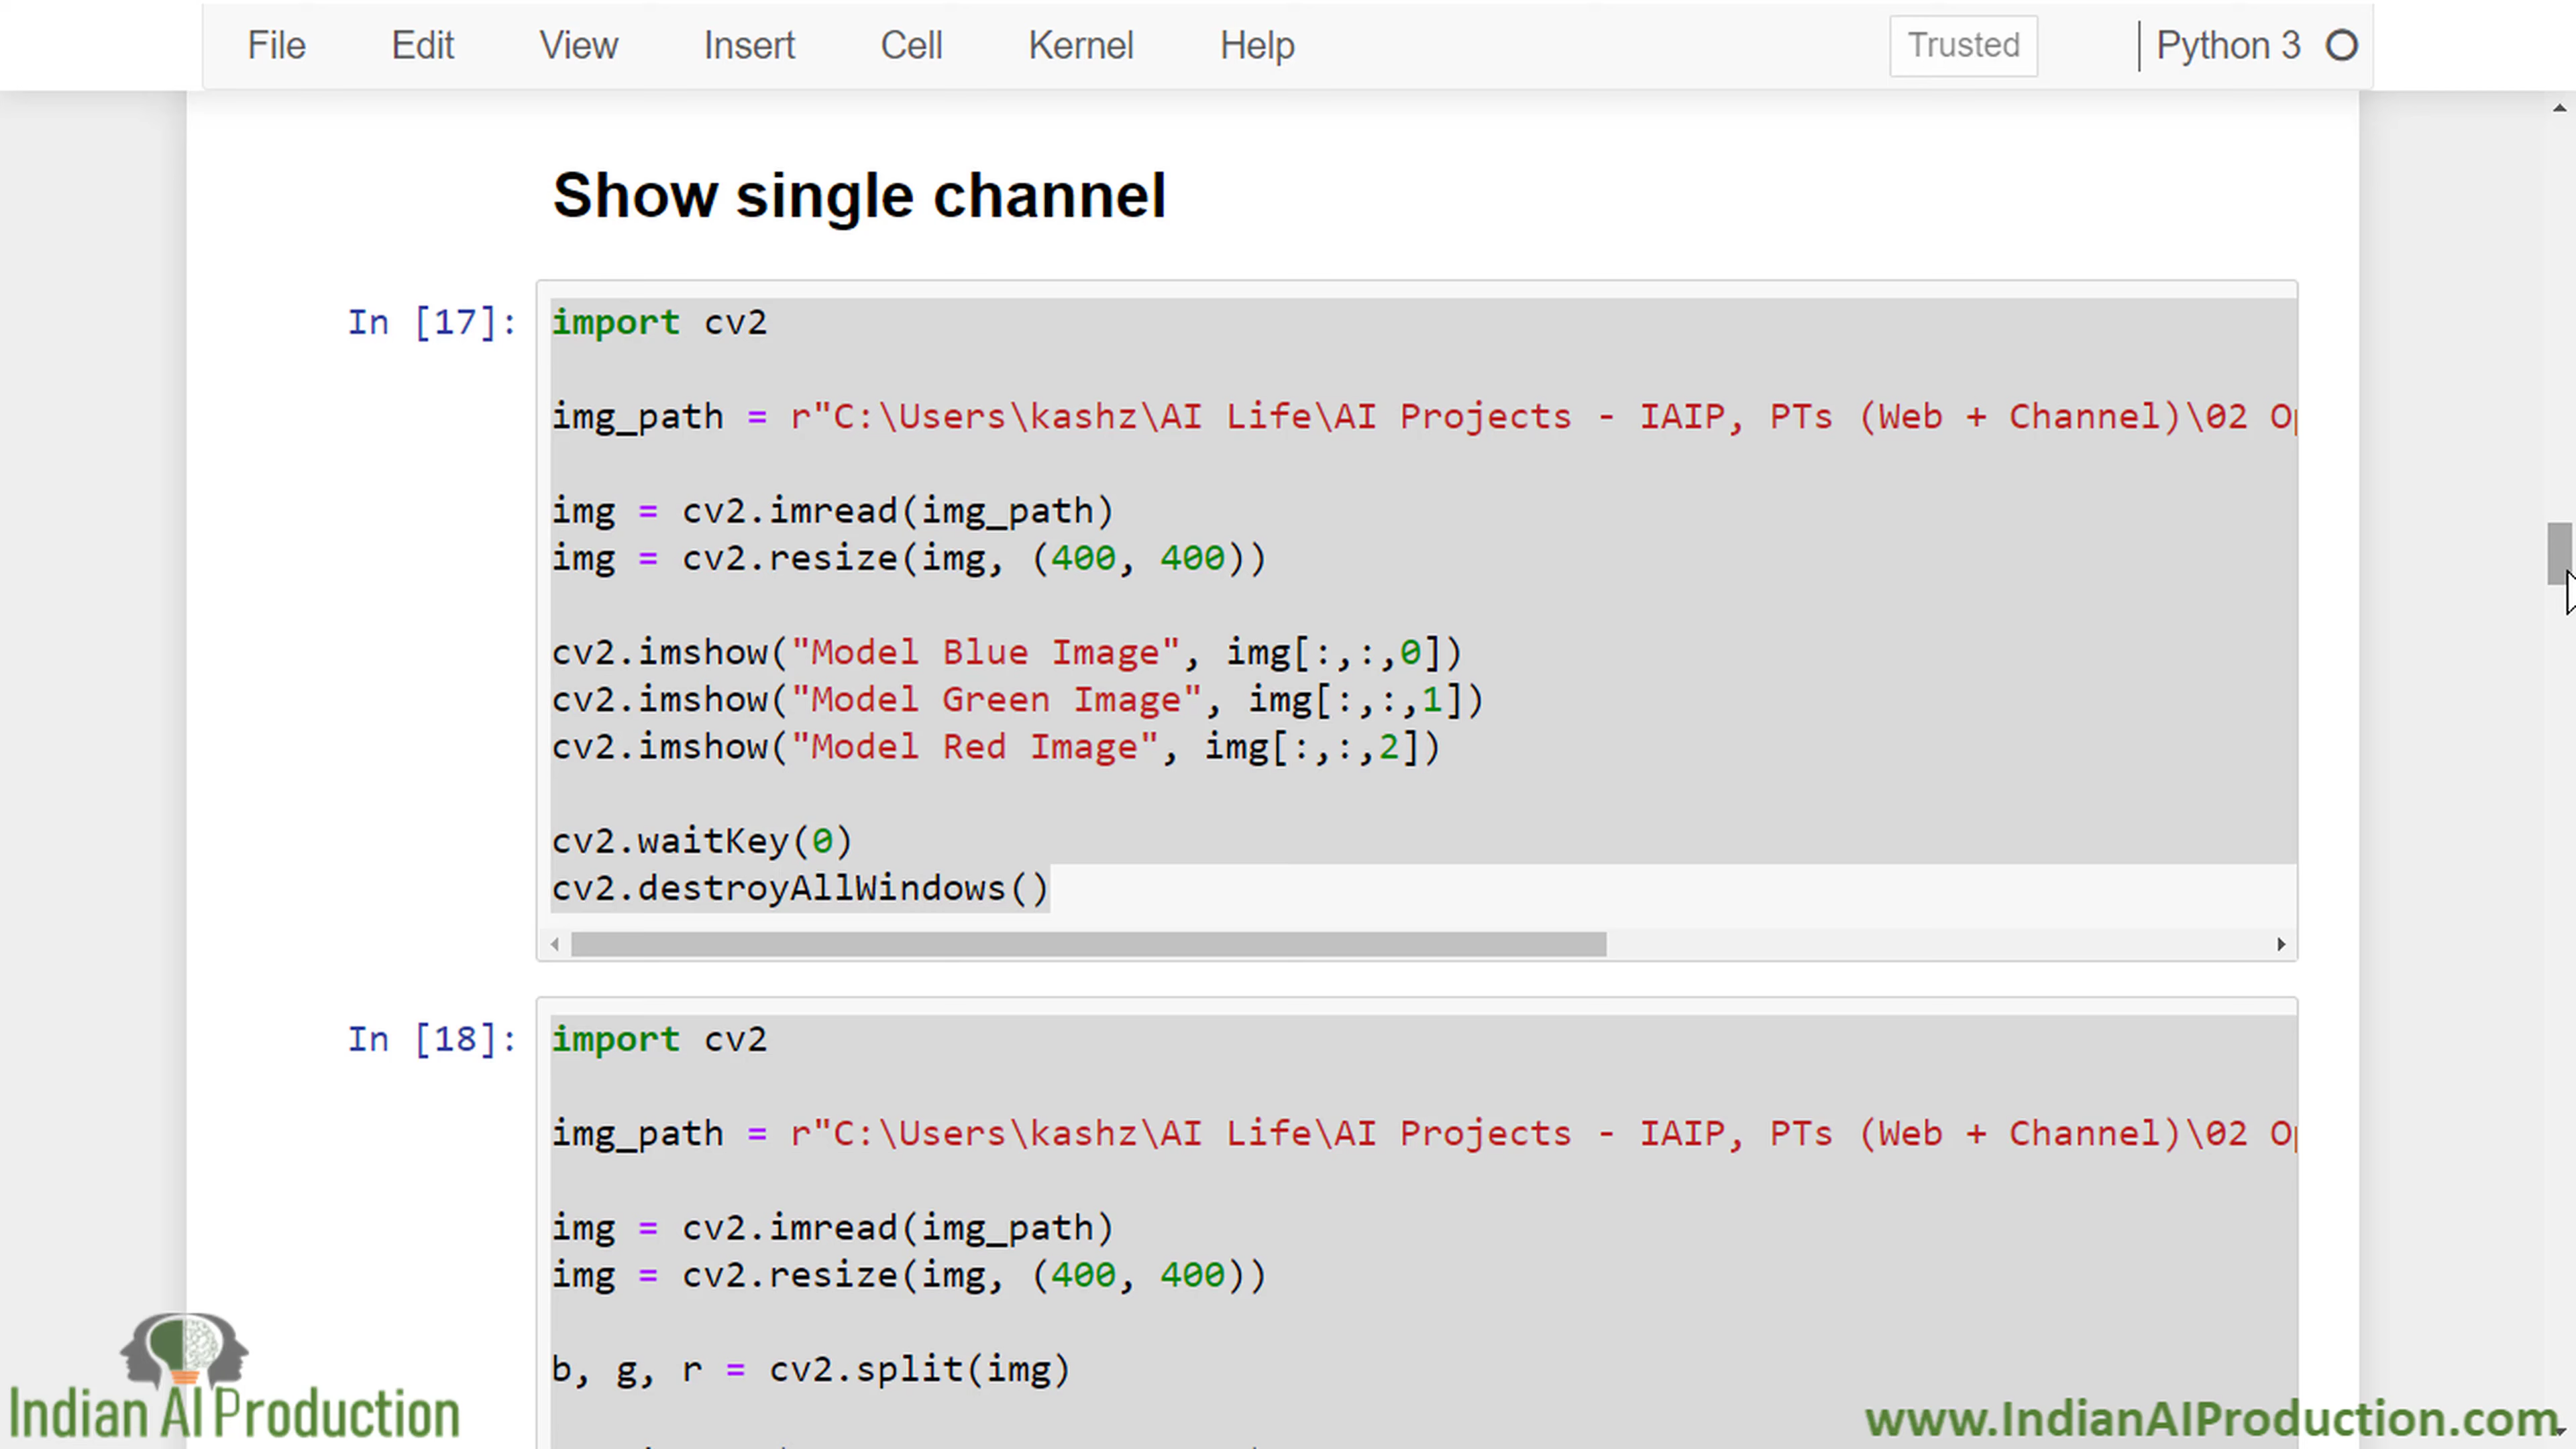 File Edit View Insert Cell Kernel Help Trusted Python 3
Show single channel
In [17]:
import cv2
img_path = r"C:\Users\kashz\AI Life\AI Projects - IAIP, PTs (Web + Channel)\02 Op
img = cv2.imread(img_path)
img = cv2.resize(img, (400, 400))
cv2.imshow("Model Blue Image", img[:,:,0])
cv2.imshow("Model Green Image", img[:,:,1])
cv2.imshow("Model Red Image", img[:,:,2])
cv2.waitKey(0)
cv2.destroyAllWindows()
In [18]:
import cv2
img_path = r"C:\Users\kashz\AI Life\AI Projects - IAIP, PTs (Web + Channel)\02 Op
img = cv2.imread(img_path)
img = cv2.resize(img, (400, 400))
b, g, r = cv2.split(img)
Indian AI Production
www.IndianAIProduction.com